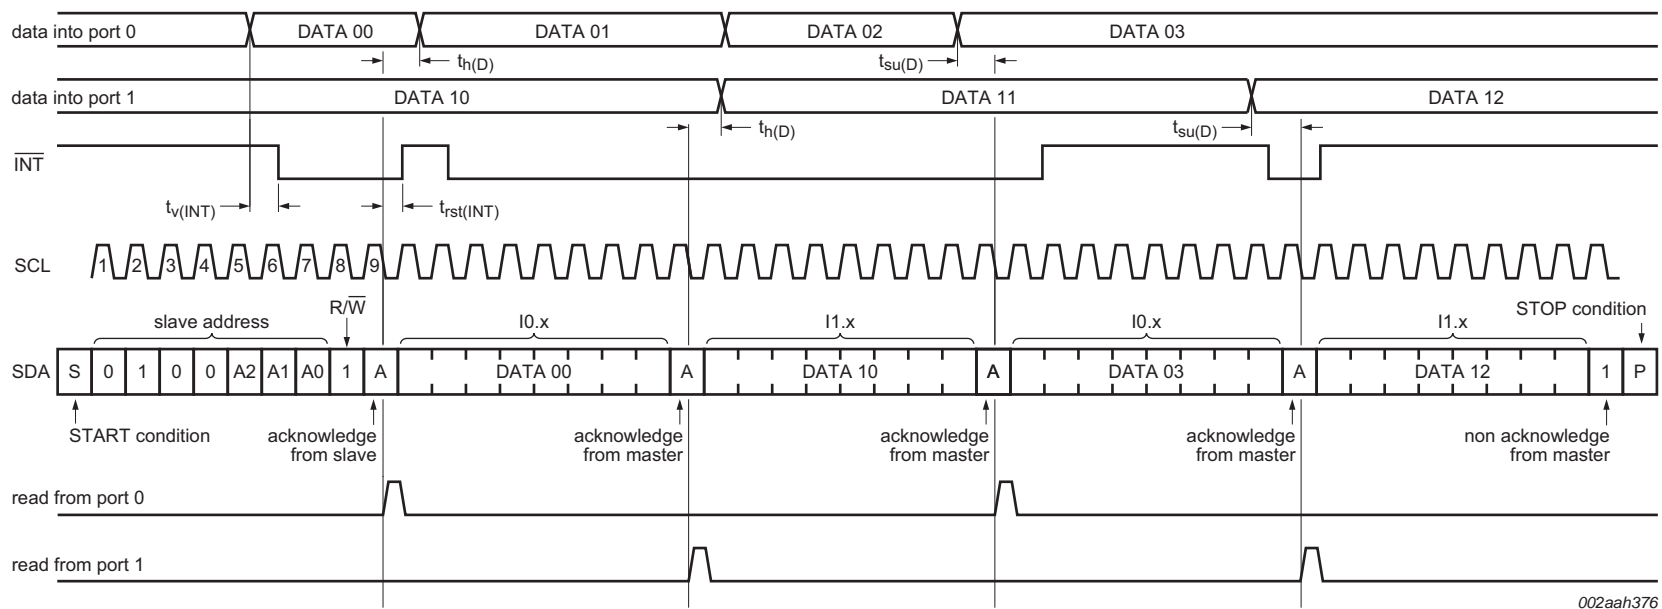 data into port 0 DATA 00 DATA 01 DATA 02 DATA 03
th(D) tsu(D)
data into port 1 DATA 10 DATA 11 DATA 12
th(D) tsu(D)
INT
tv(INT) trst(INT)
SCL 1 2 3 4 5 6 7 8 9
R/W
slave address I0.x I1.x I0.x I1.x STOP condition
SDA S 0 1 0 0 A2 A1 A0 1 A DATA 00 A DATA 10 A DATA 03 A DATA 12 1 P
START condition acknowledge from slave acknowledge from master acknowledge from master acknowledge from master non acknowledge from master
read from port 0
read from port 1
002aah376